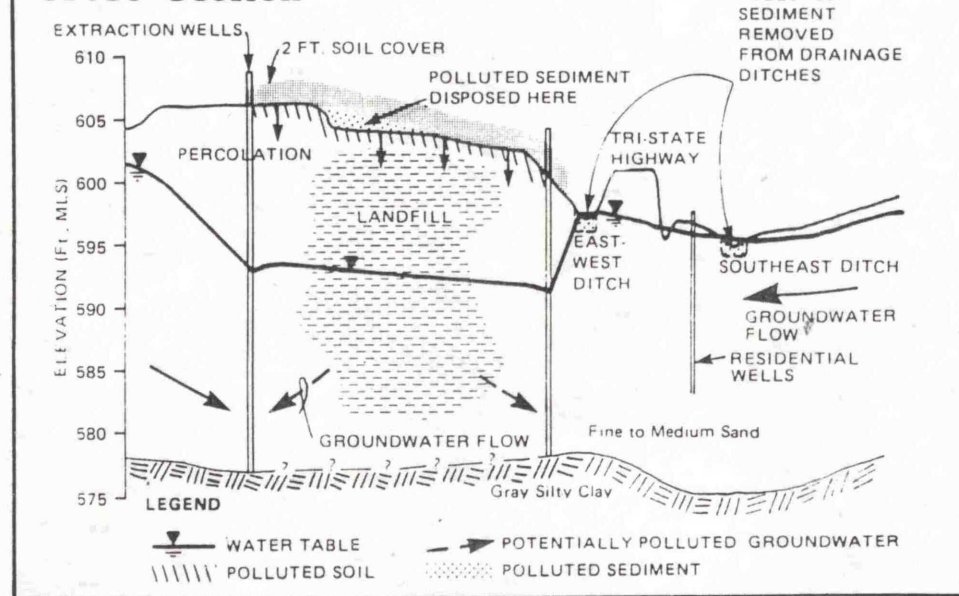 SEDIMENT
REMOVED
FROM DRAINAGE
DITCHES
EXTRACTION WELLS
2 FT. SOIL COVER
POLLUTED SEDIMENT
DISPOSED HERE
610
605
600
595
590
585
580
575
ELEVATION (Ft. MLS)
PERCOLATION
TRI-STATE
HIGHWAY
LANDFILL
EAST-
WEST
DITCH
SOUTHEAST DITCH
GROUNDWATER
FLOW
RESIDENTIAL
WELLS
GROUNDWATER FLOW
Fine to Medium Sand
? ? ? ? ? ?
Gray Silty Clay
LEGEND
WATER TABLE
POTENTIALLY POLLUTED GROUNDWATER
POLLUTED SOIL
POLLUTED SEDIMENT